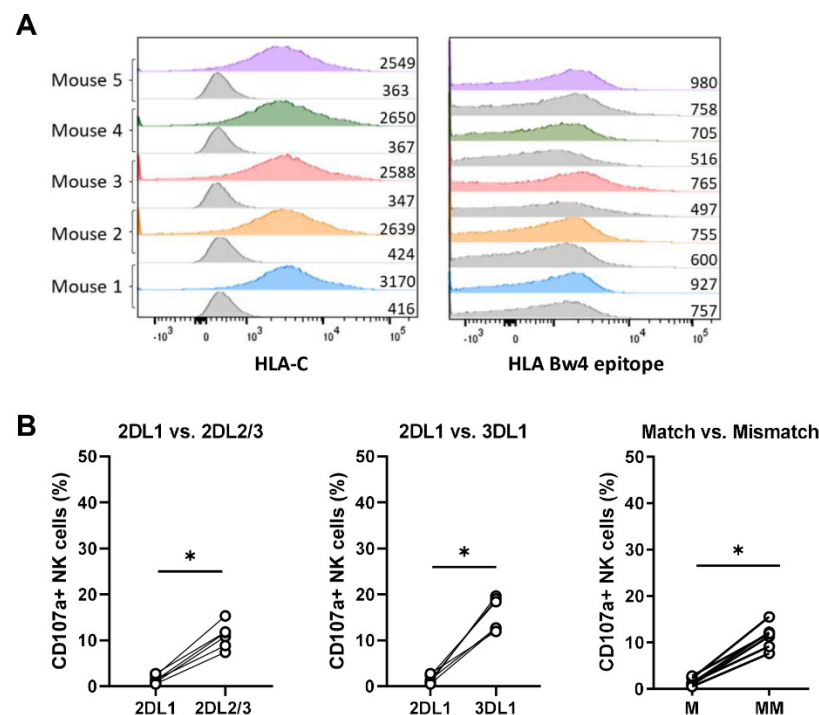 A
Mouse 5
Mouse 4
Mouse 3
Mouse 2
Mouse 1
2549
363
2650
367
2588
347
2639
424
3170
416
-10³ 0 10³ 10⁴ 10⁵
HLA-C
980
758
705
516
765
497
755
600
927
757
-10³ 0 10⁴ 10⁵
HLA Bw4 epitope
B
2DL1 vs. 2DL2/3
CD107a+ NK cells (%)
50
40
30
20
10
0
*
2DL1 2DL2/3
2DL1 vs. 3DL1
CD107a+ NK cells (%)
50
40
30
20
10
0
*
2DL1 3DL1
Match vs. Mismatch
CD107a+ NK cells (%)
50
40
30
20
10
0
*
M MM